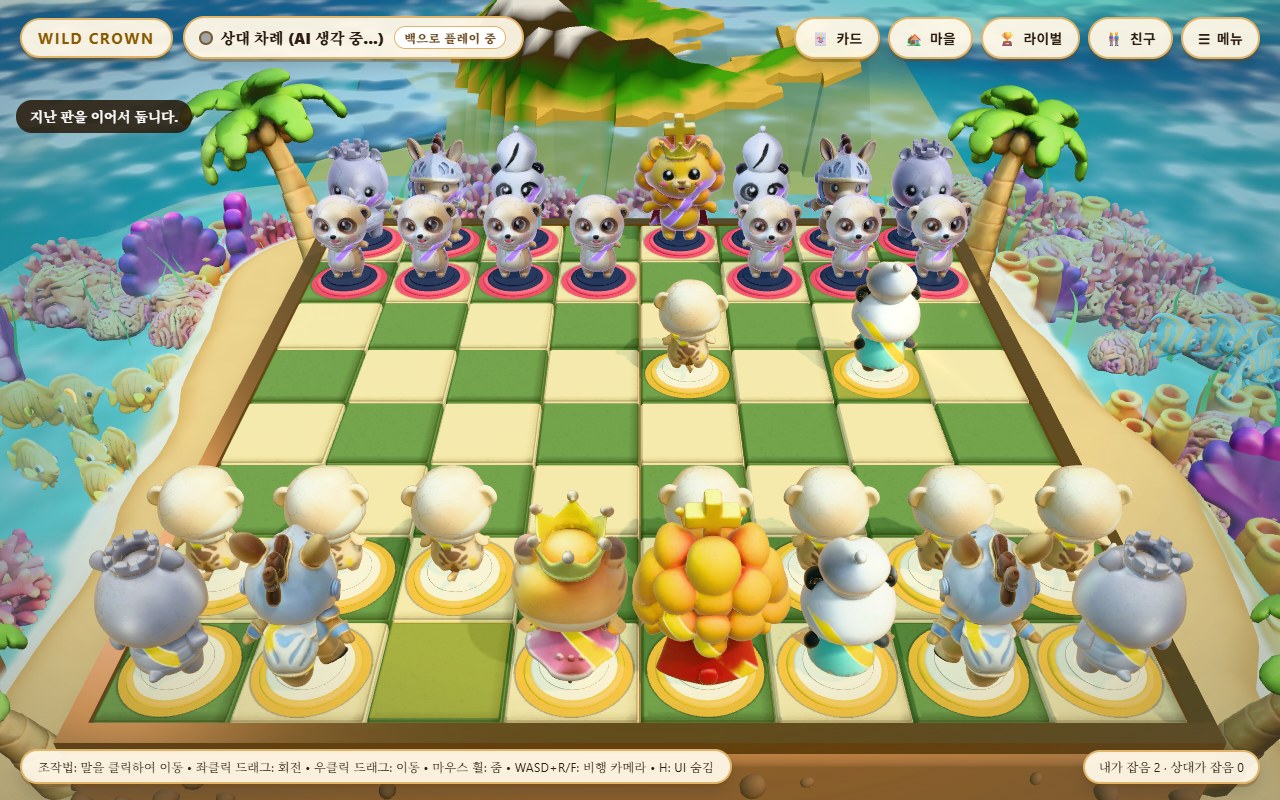 WILD CROWN
상대 차례 (AI 생각 중...)
백으로 플레이 중
카드
마을
라이벌
친구
☰ 메뉴
지난 판을 이어서 둡니다.
조작법: 말을 클릭하여 이동 • 좌클릭 드래그: 회전 • 우클릭 드래그: 이동 • 마우스 휠: 줌 • WASD+R/F: 비행 카메라 • H: UI 숨김
내가 잡음 2 · 상대가 잡음 0